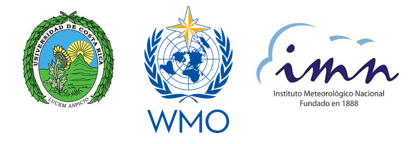 UNIVERSIDAD DE COSTA RICA
LUCEM ASPICIO
WMO
imn
Instituto Meteorológico Nacional
Fundado en 1888